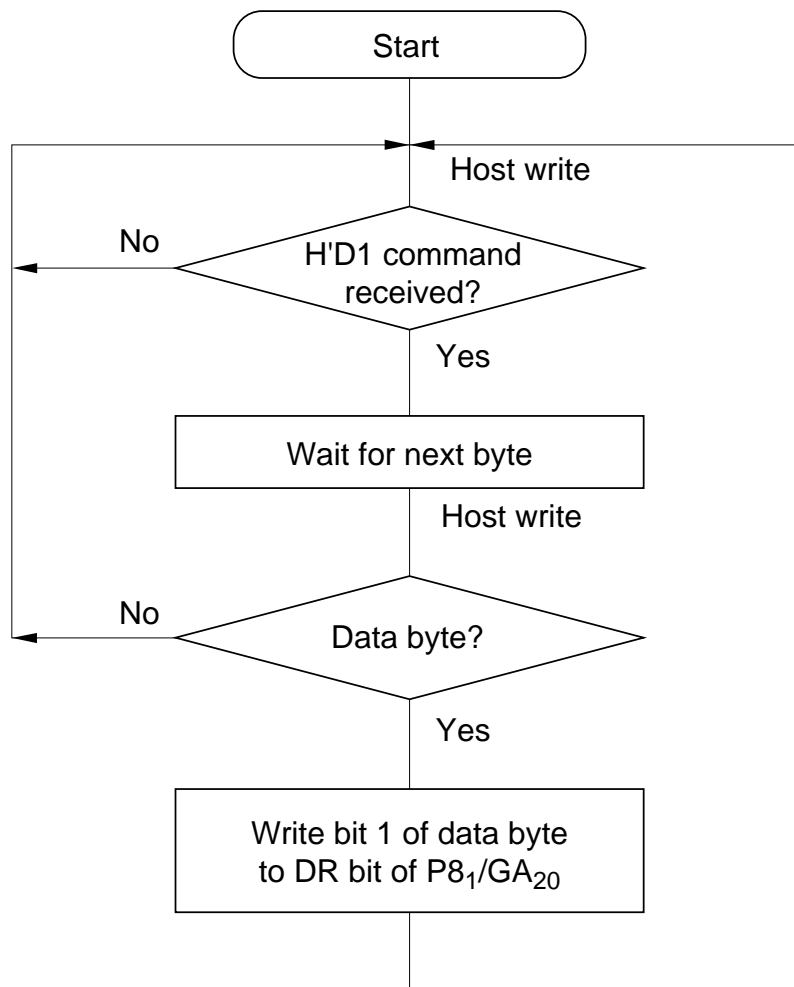 Start
Host write
No
H'D1 command
received?
Yes
Wait for next byte
Host write
No
Data byte?
Yes
Write bit 1 of data byte
to DR bit of P8₁/GA₂₀